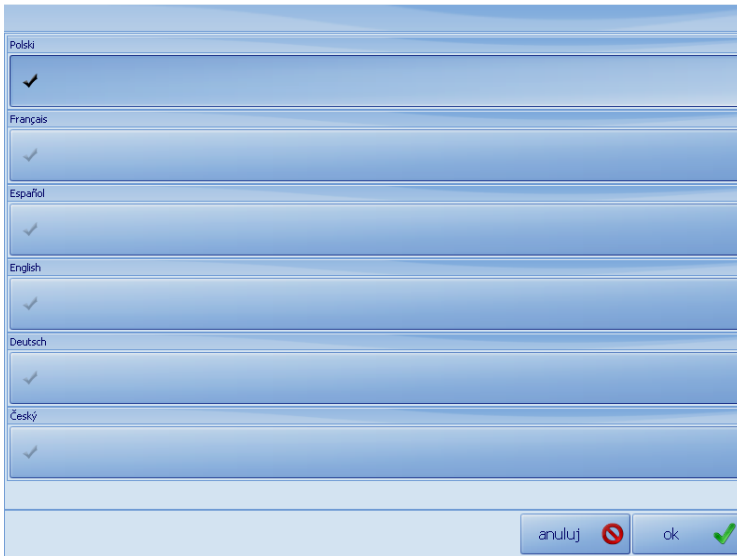 Polski
Français
Español
English
Deutsch
Český
anuluj
ok